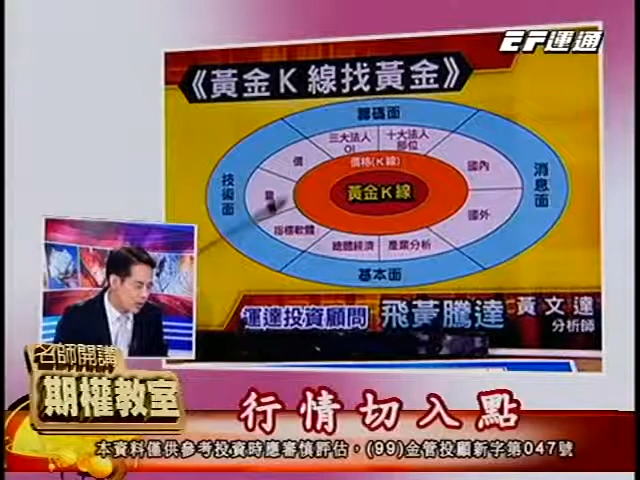 EF運通
《黃金K線找黃金》
籌碼面
三大法人
OI
十大法人
部位
價
價格(K線)
國內
技術面
消息面
黃金K線
量
國外
指標軟體
總體經濟
產業分析
基本面
運達投資顧問
飛黃騰達
黃文達
分析師
名師開講
期權教室
行情切入點
本資料僅供參考投資時應審慎評估,(99)金管投顧新字第047號